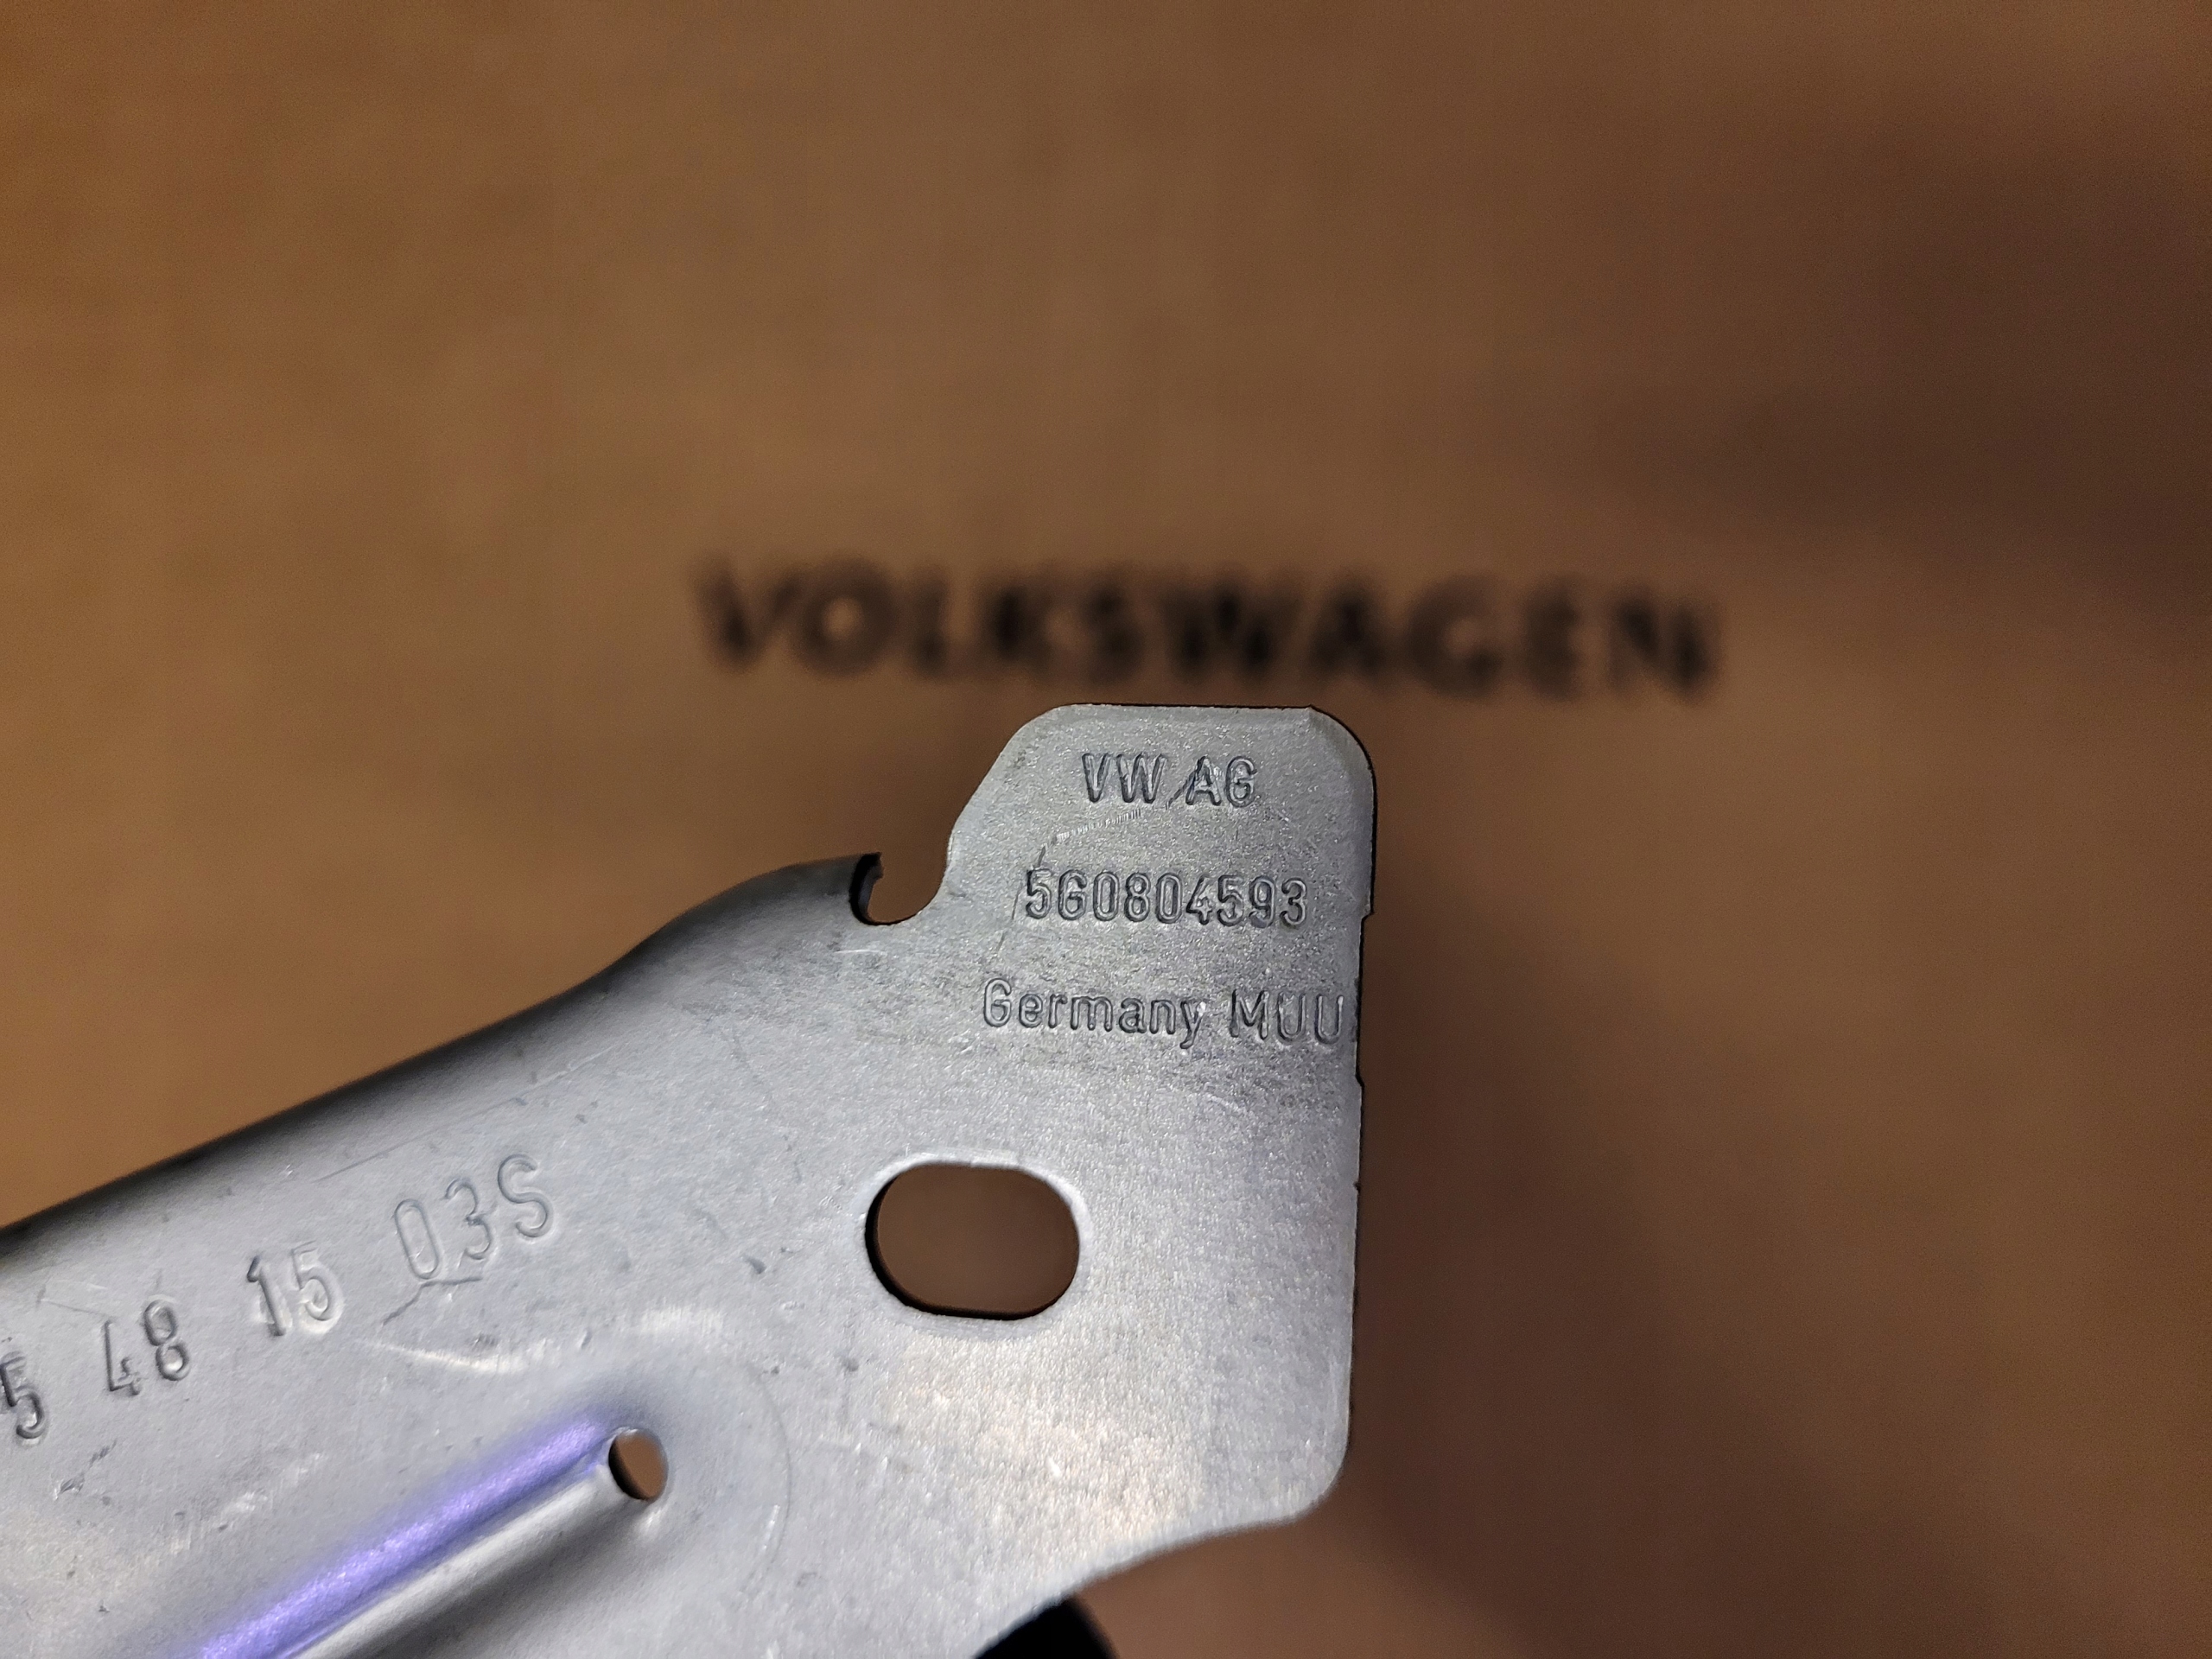 VOLKSWAGEN
VW AG
5G0804593
Germany MUU
5 48 15 03S